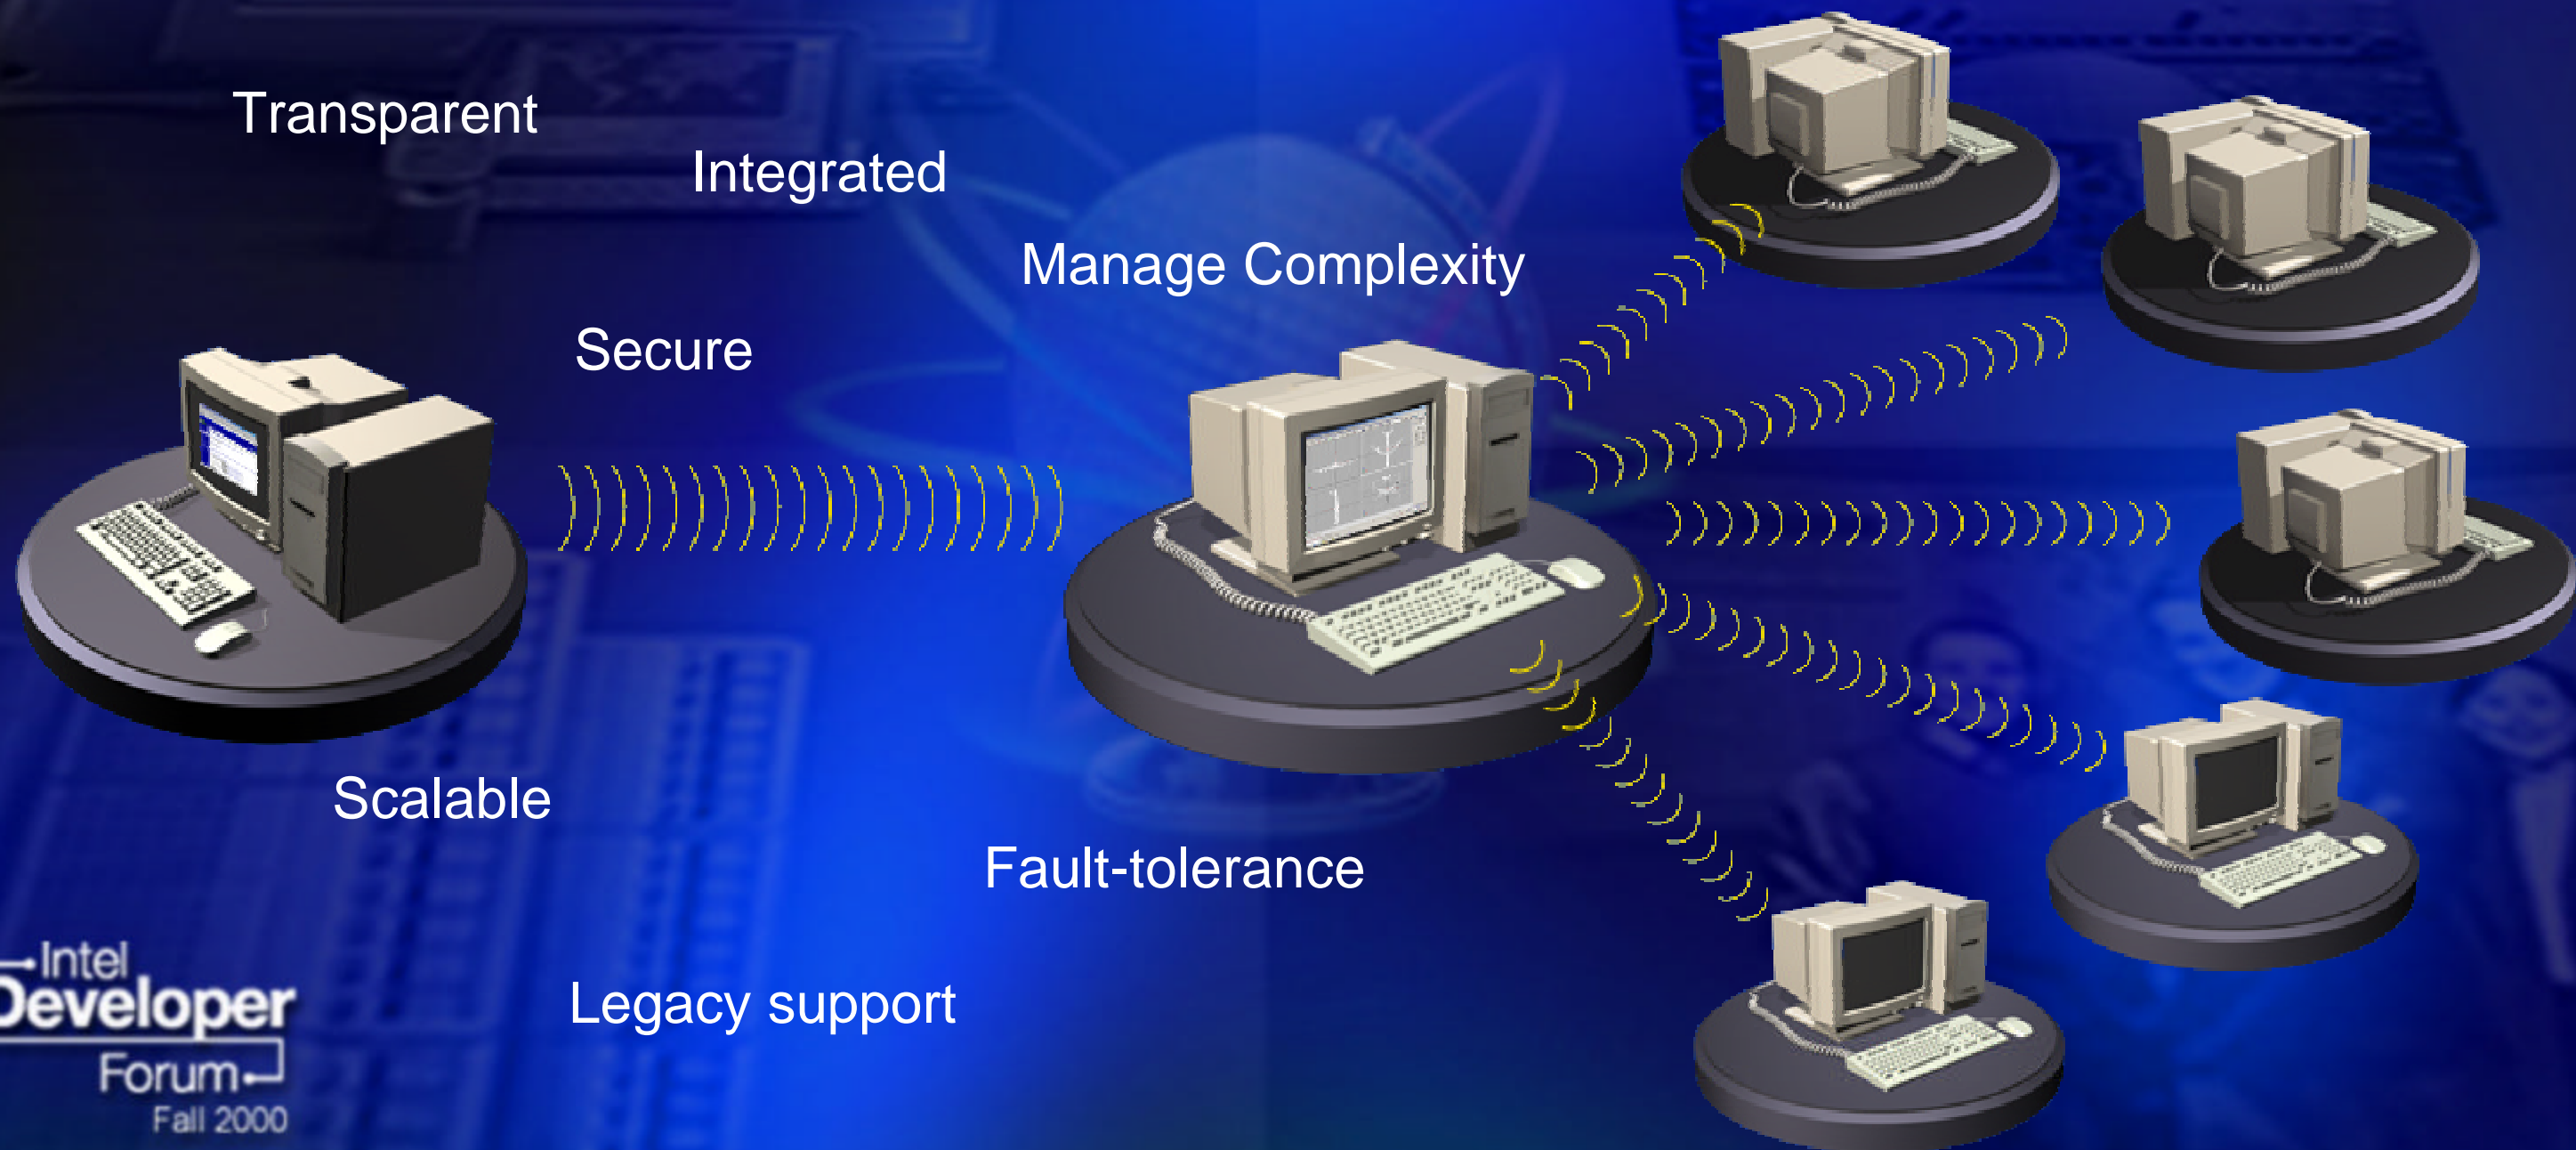 Transparent
Integrated
Manage Complexity
Secure
Scalable
Fault-tolerance
Intel
Developer
Forum
Fall 2000
Legacy support